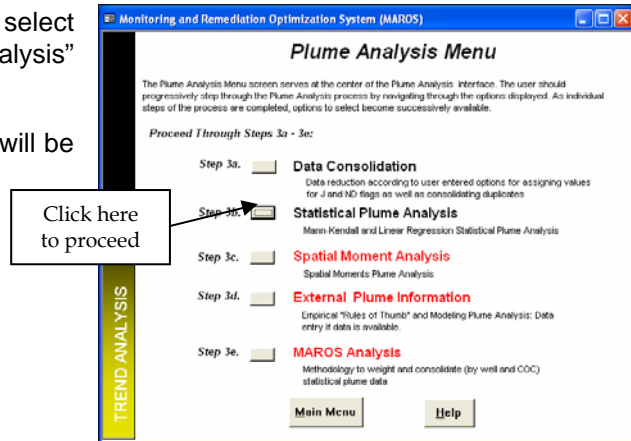 select
alysis”
will be
Click here
to proceed
Monitoring and Remediation Optimization System (MAROS)
Plume Analysis Menu
The Plume Analysis Menu screen serves at the center of the Plume Analysis interface. The user should
progressively step through the Plume Analysis process by navigating through the options displayed. As individual
steps of the process are completed, options to select become successively available.
Proceed Through Steps 3a - 3e:
Step 3a.
Data Consolidation
Data reduction according to user entered options for assigning values
for J and ND flags as well as consolidating duplicates
Step 3b.
Statistical Plume Analysis
Mann-Kendall and Linear Regression Statistical Plume Analysis
Step 3c.
Spatial Moment Analysis
Spatial Moments Plume Analysis
Step 3d.
External Plume Information
Empirical "Rules of Thumb" and Modeling Plume Analysis: Data
entry if data is available.
Step 3e.
MAROS Analysis
Methodology to weight and consolidate (by well and COC)
statistical plume data
Main Menu
Help
TREND ANALYSIS